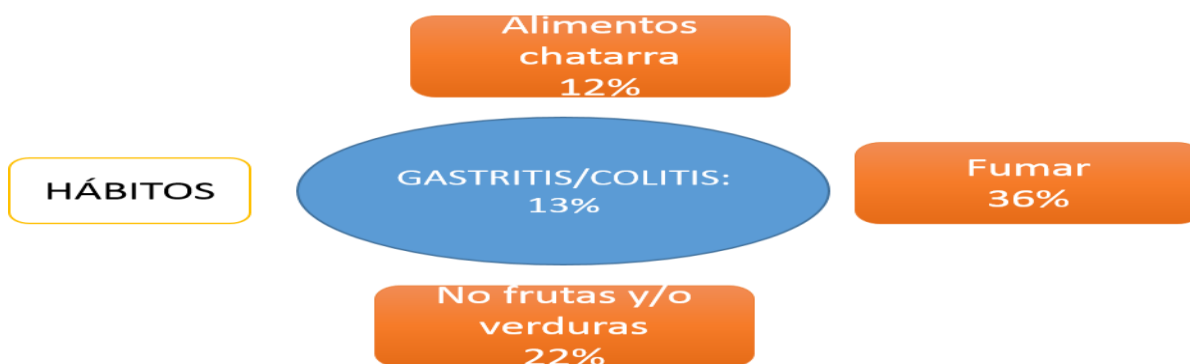 Alimentos
chatarra
12%
HÁBITOS
GASTRITIS/COLITIS:
13%
Fumar
36%
No frutas y/o
verduras
22%